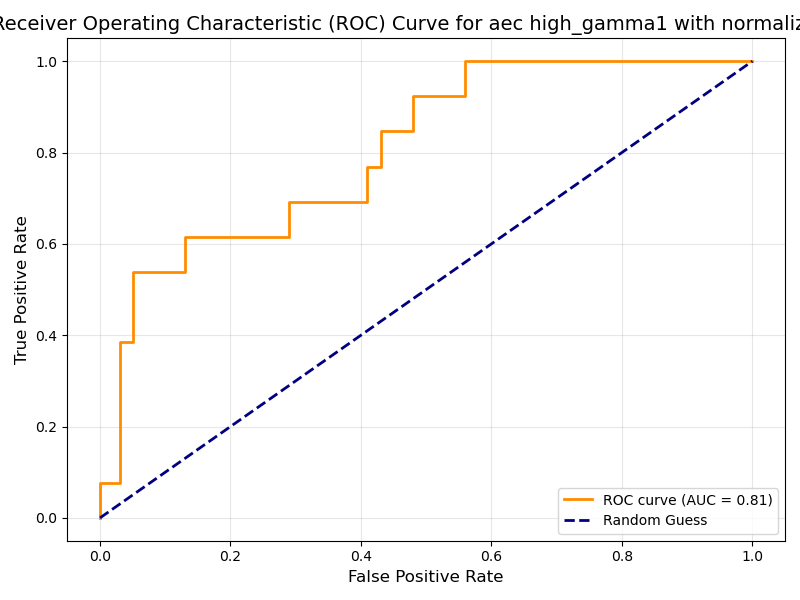 Receiver Operating Characteristic (ROC) Curve for aec high_gamma1 with
1.0
0.8
0.6
0.4
0.2
0.0
True Positive Rate
0.0 0.2 0.4 0.6 0.8 1.0
False Positive Rate
ROC curve (AUC = 0.81)
Random Guess